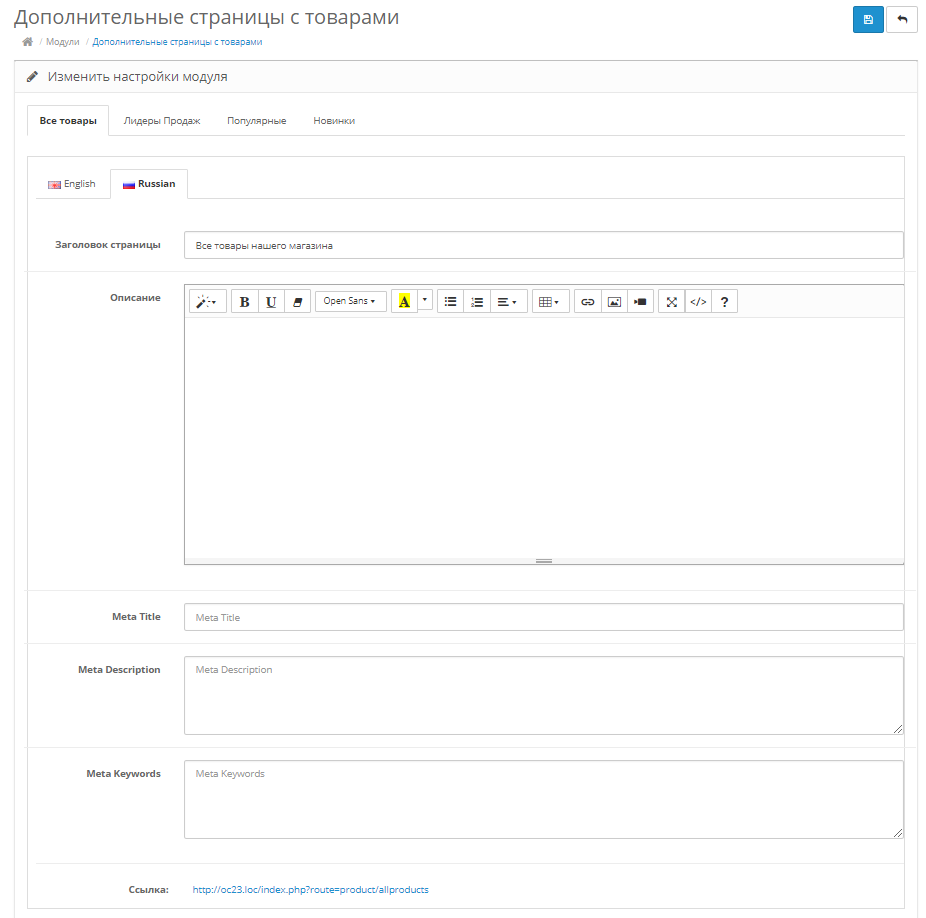 Дополнительные страницы с товарами
/ Модули / Дополнительные страницы с товарами
Изменить настройки модуля
Все товары Лидеры Продаж Популярные Новинки
English Russian
Заголовок страницы Все товары нашего магазина
Описание B U Open Sans A </> ?
Meta Title Meta Title
Meta Description Meta Description
Meta Keywords Meta Keywords
Ссылка: http://oc23.loc/index.php?route=product/allproducts